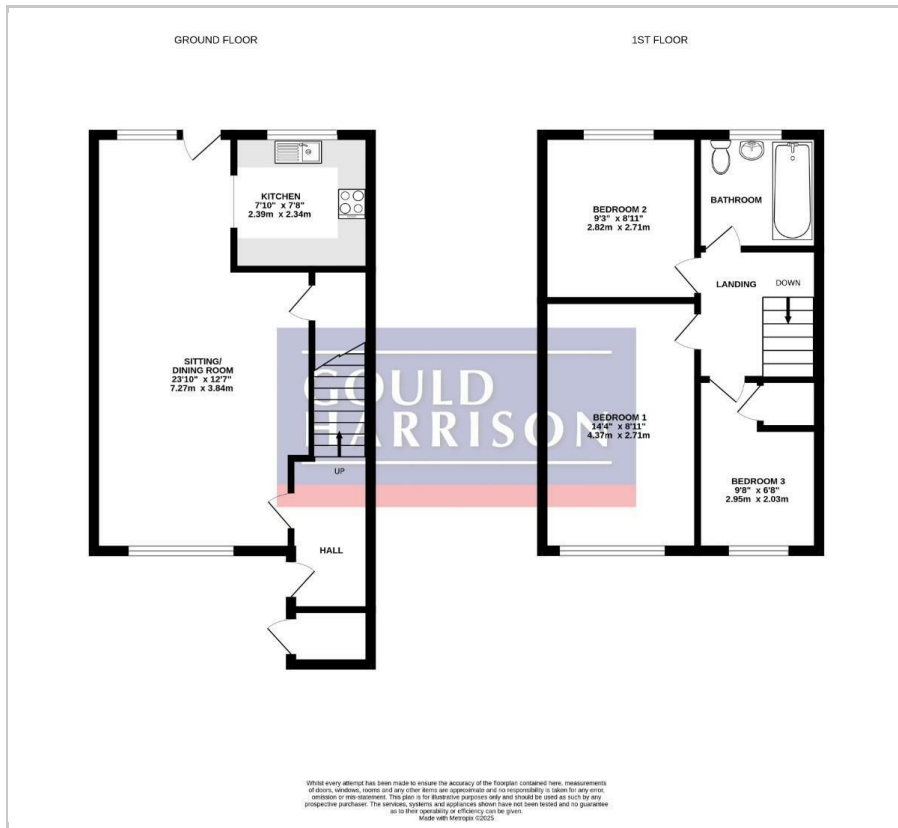 GROUND FLOOR
1ST FLOOR
KITCHEN
7'10" x 7'8"
2.39m x 2.34m
SITTING/
DINING ROOM
23'10" x 12'7"
7.27m x 3.84m
UP
HALL
BEDROOM 2
9'3" x 8'11"
2.82m x 2.71m
BATHROOM
LANDING
DOWN
BEDROOM 1
14'4" x 8'11"
4.37m x 2.71m
BEDROOM 3
9'8" x 6'8"
2.95m x 2.03m
GOULD
HARRISON
Whilst every attempt has been made to ensure the accuracy of the floorplan contained here, measurements
of doors, windows, rooms and any other items are approximate and no responsibility is taken for any error,
omission or mis-statement. This plan is for illustrative purposes only and should be used as such by any
prospective purchaser. The services, systems and appliances shown have not been tested and no guarantee
as to their operability or efficiency can be given.
Made with Metropix ©2025